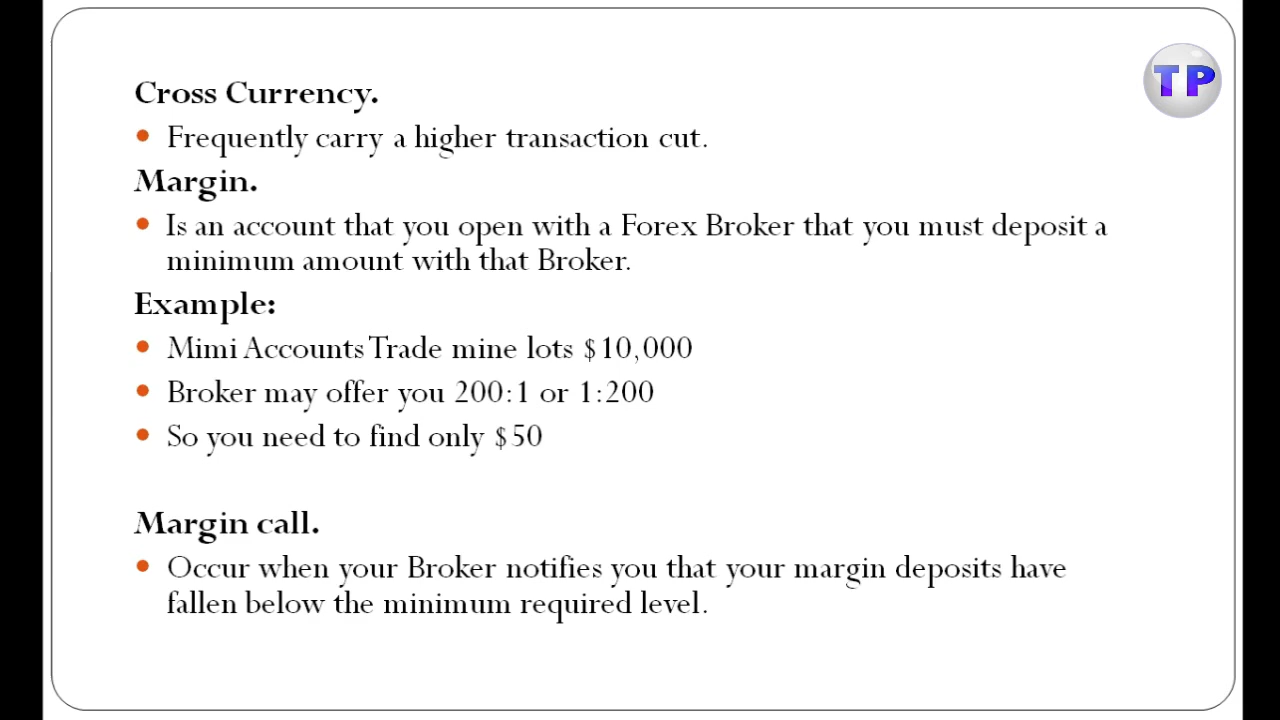 TP
Cross Currency.
Frequently carry a higher transaction cut.
Margin.
Is an account that you open with a Forex Broker that you must deposit a
minimum amount with that Broker.
Example:
Mimi Accounts Trade mine lots $10,000
Broker may offer you 200:1 or 1:200
So you need to find only $50
Margin call.
Occur when your Broker notifies you that your margin deposits have
fallen below the minimum required level.